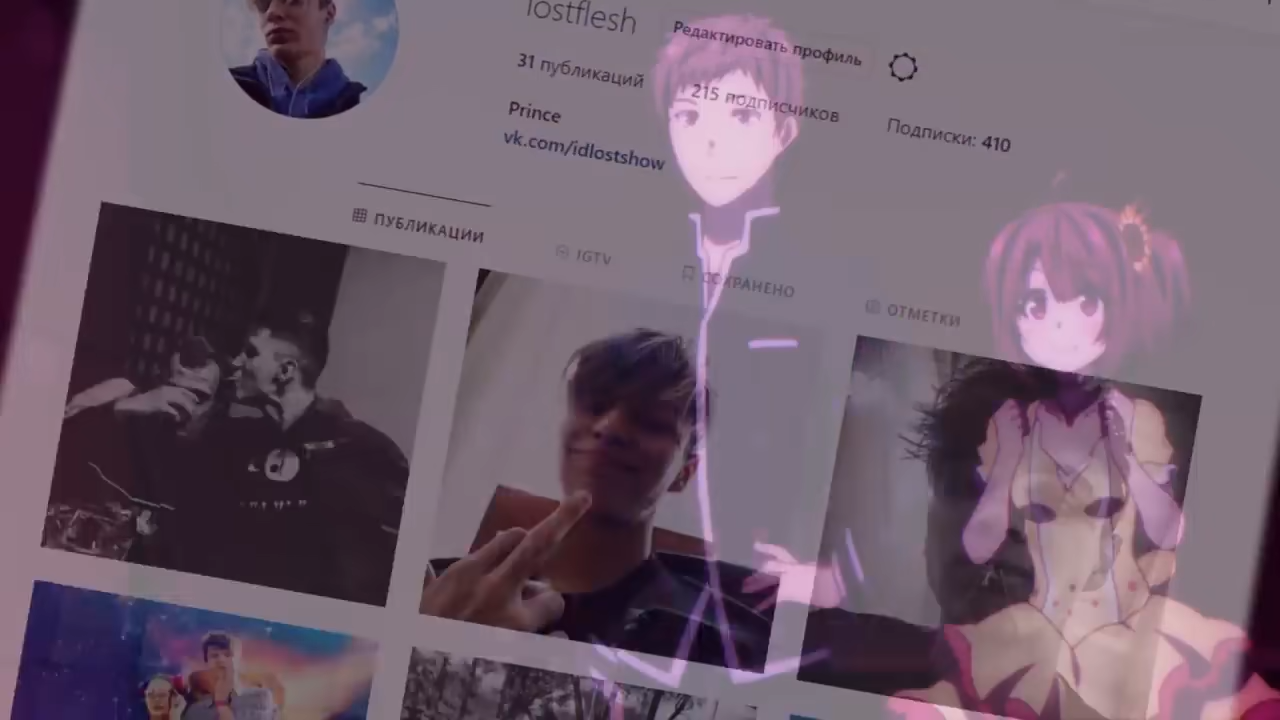 lostflesh
Редактировать профиль
31 публикаций
215 подписчиков
Подписки: 410
Prince
vk.com/idlostshow
ПУБЛИКАЦИИ
IGTV
СОХРАНЕНО
ОТМЕТКИ